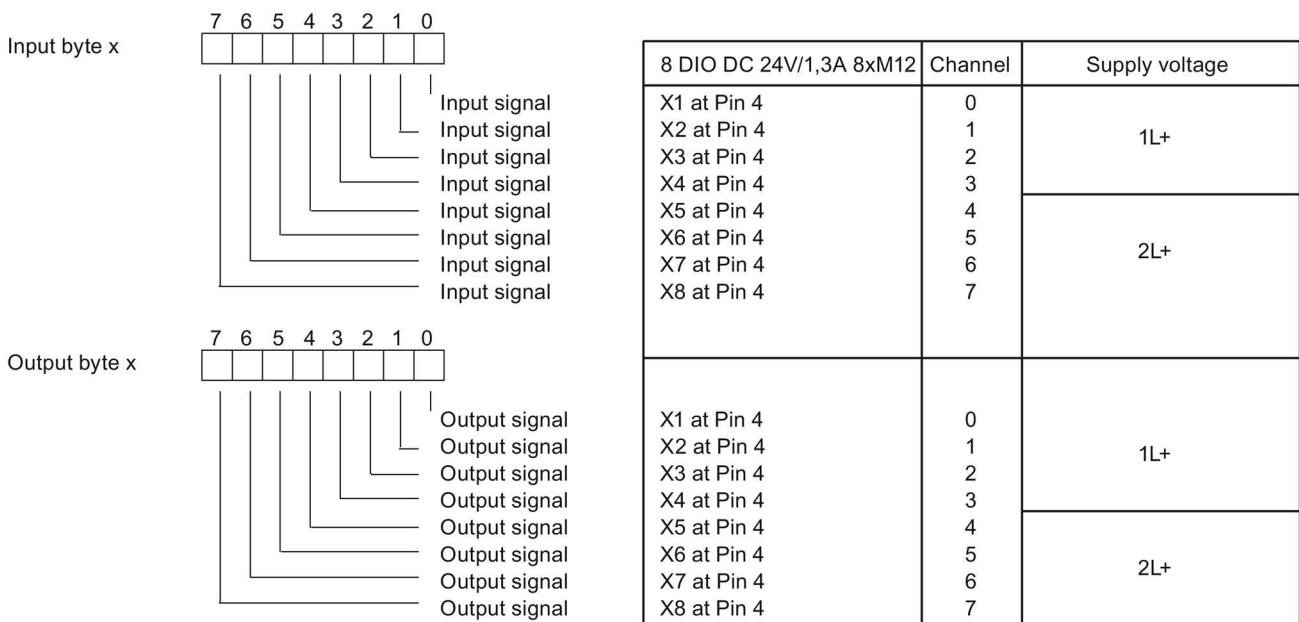 7 6 5 4 3 2 1 0
Input byte x
8 DIO DC 24V/1,3A 8xM12 Channel Supply voltage
Input signal X1 at Pin 4 0
Input signal X2 at Pin 4 1
1L+
Input signal X3 at Pin 4 2
Input signal X4 at Pin 4 3
Input signal X5 at Pin 4 4
Input signal X6 at Pin 4 5
2L+
Input signal X7 at Pin 4 6
Input signal X8 at Pin 4 7
7 6 5 4 3 2 1 0
Output byte x
Output signal X1 at Pin 4 0
Output signal X2 at Pin 4 1
1L+
Output signal X3 at Pin 4 2
Output signal X4 at Pin 4 3
Output signal X5 at Pin 4 4
Output signal X6 at Pin 4 5
2L+
Output signal X7 at Pin 4 6
Output signal X8 at Pin 4 7